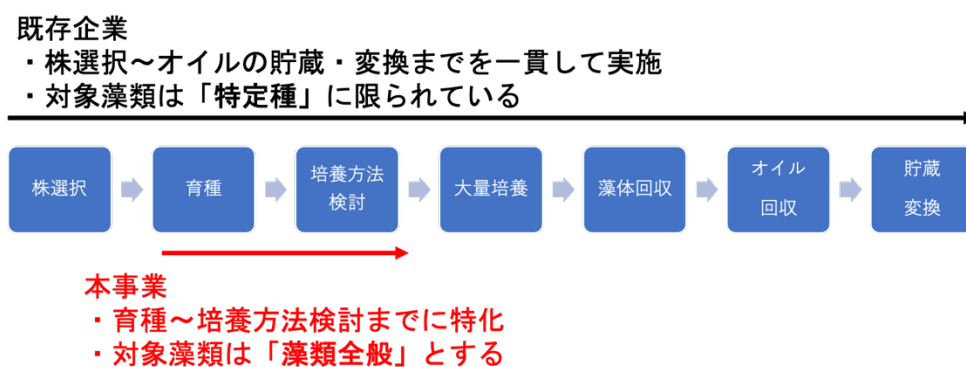 既存企業
・株選択～オイルの貯蔵・変換までを一貫して実施
・対象藻類は「特定種」に限られている
株選択
育種
培養方法
検討
大量培養
藻体回収
オイル
回収
貯蔵
変換
本事業
・育種～培養方法検討までに特化
・対象藻類は「藻類全般」とする